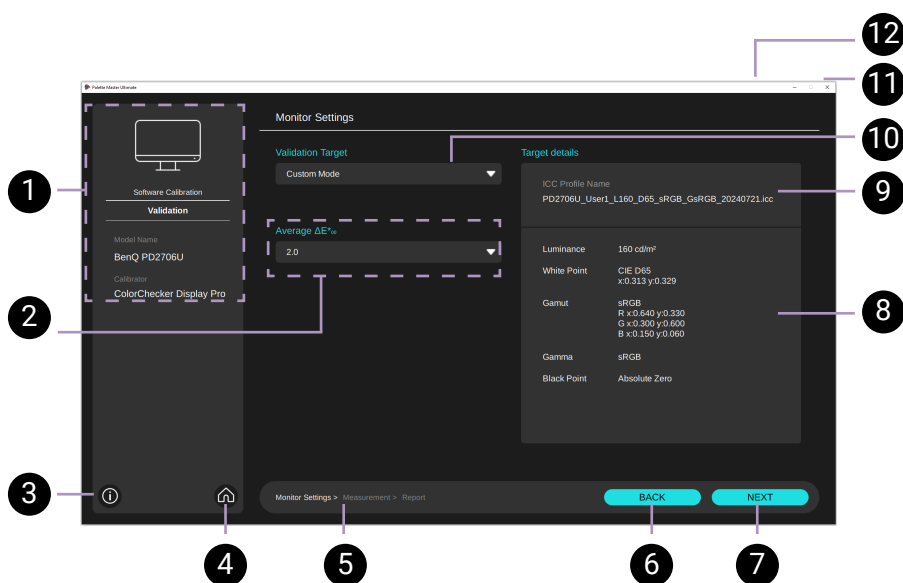 12
Palette Master Ultimate
11
Monitor Settings
10
Validation Target
Target details
Custom Mode
ICC Profile Name
9
PD2706U_User1_L160_D65_sRGB_GsRGB_20240721.icc
1
Software Calibration
Validation
Average ΔE*₀₀
Model Name
BenQ PD2706U
2.0
Luminance 160 cd/m²
White Point CIE D65
x:0.313 y:0.329
Calibrator
ColorChecker Display Pro
2
Gamut sRGB
R x:0.640 y:0.330
G x:0.300 y:0.600
B x:0.150 y:0.060
8
Gamma sRGB
Black Point Absolute Zero
3
Monitor Settings > Measurement > Report
BACK
NEXT
4
5
6
7